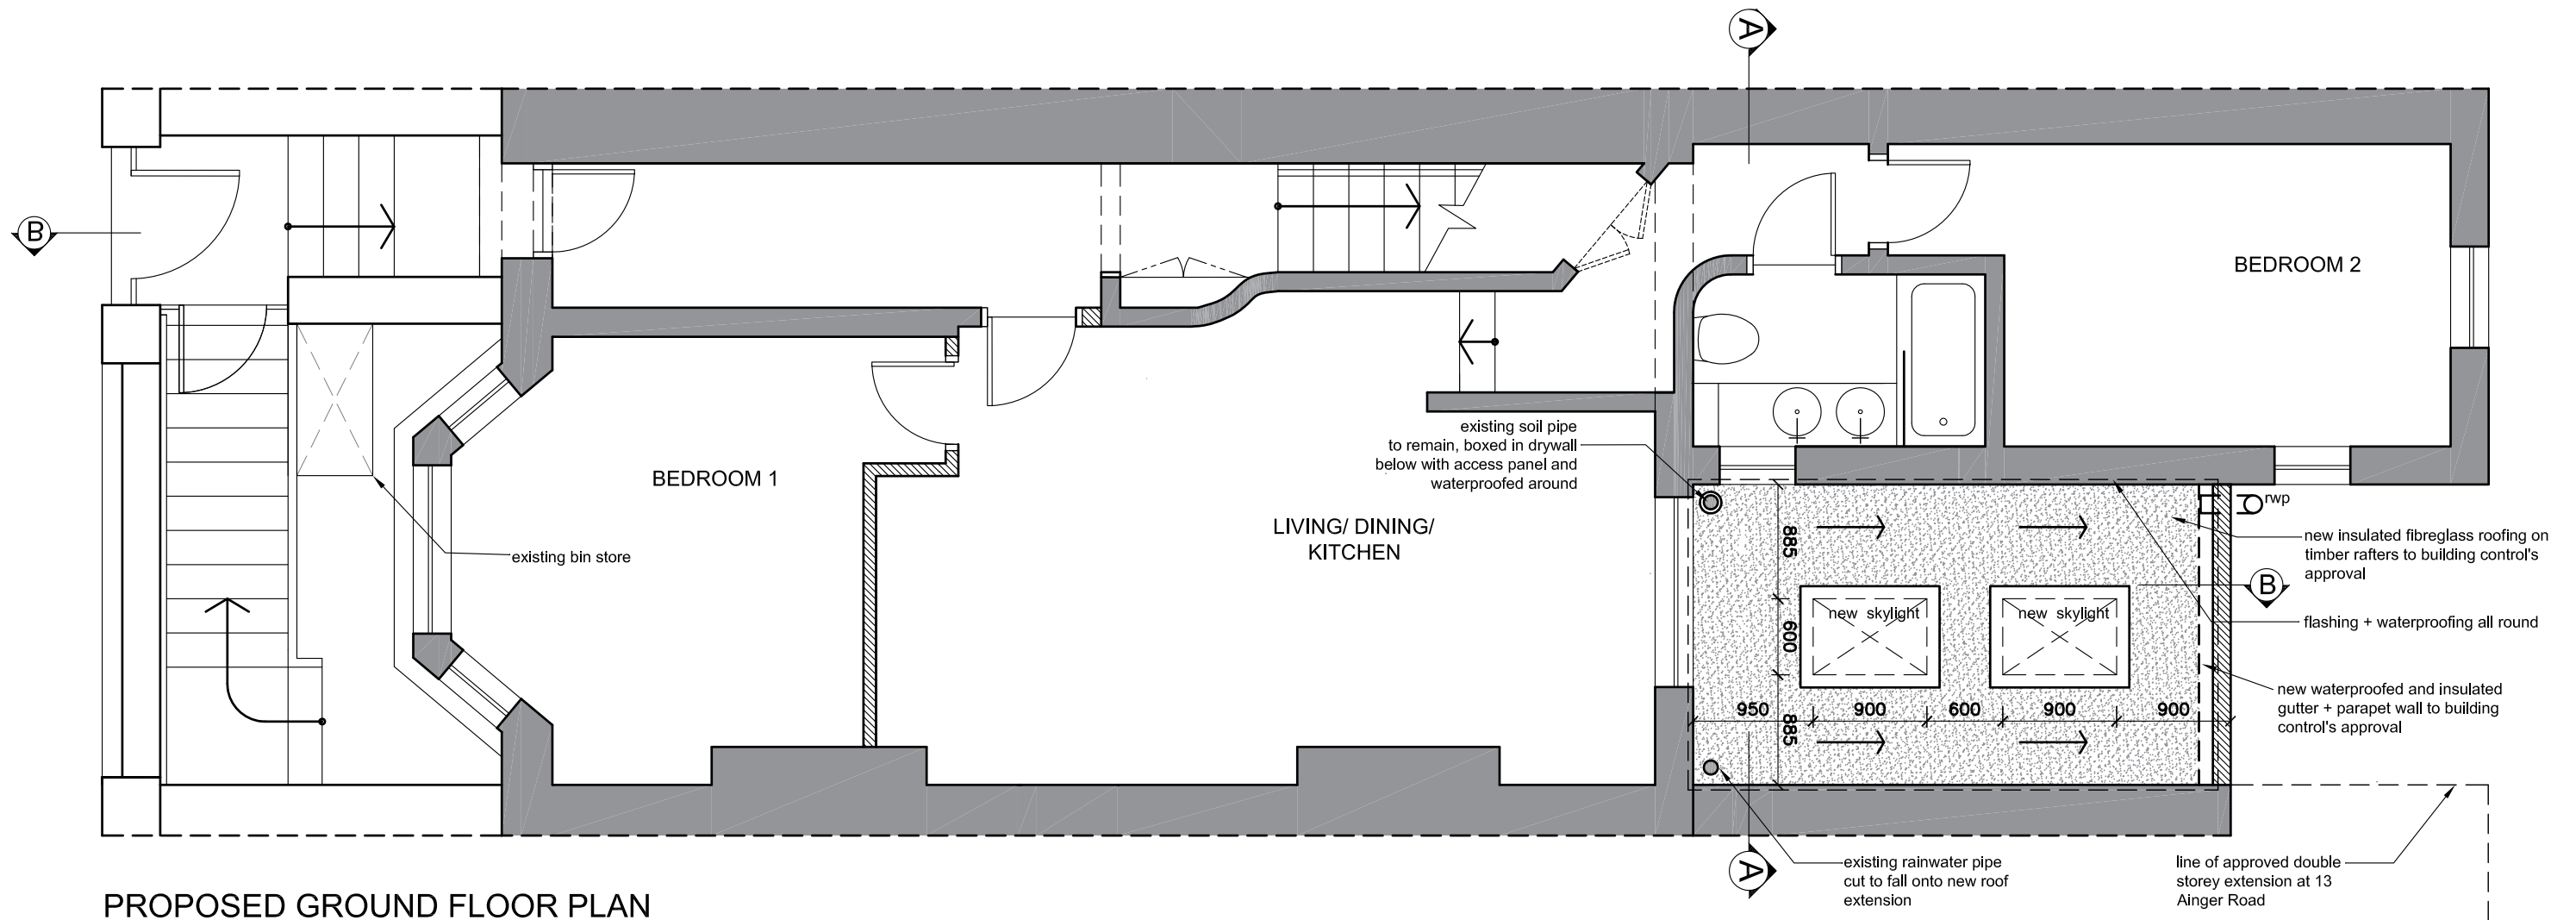 A
B
BEDROOM 2
existing soil pipe
to remain, boxed in drywall
below with access panel and
waterproofed around
BEDROOM 1
LIVING/ DINING/
KITCHEN
existing bin store
rwp
new insulated fibreglass roofing on
timber rafters to building control's
approval
885
B
new skylight
new skylight
600
flashing + waterproofing all round
new waterproofed and insulated
gutter + parapet wall to building
control's approval
950
900
600
900
900
885
A
existing rainwater pipe
cut to fall onto new roof
extension
line of approved double
storey extension at 13
Ainger Road
PROPOSED GROUND FLOOR PLAN